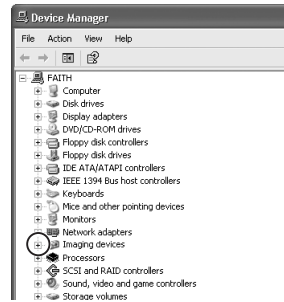 Device Manager
File Action View Help
FAITH
Computer
Disk drives
Display adapters
DVD/CD-ROM drives
Floppy disk controllers
Floppy disk drives
IDE ATA/ATAPI controllers
IEEE 1394 Bus host controllers
Keyboards
Mice and other pointing devices
Monitors
Network adapters
Imaging devices
Processors
SCSI and RAID controllers
Sound, video and game controllers
Storage volumes